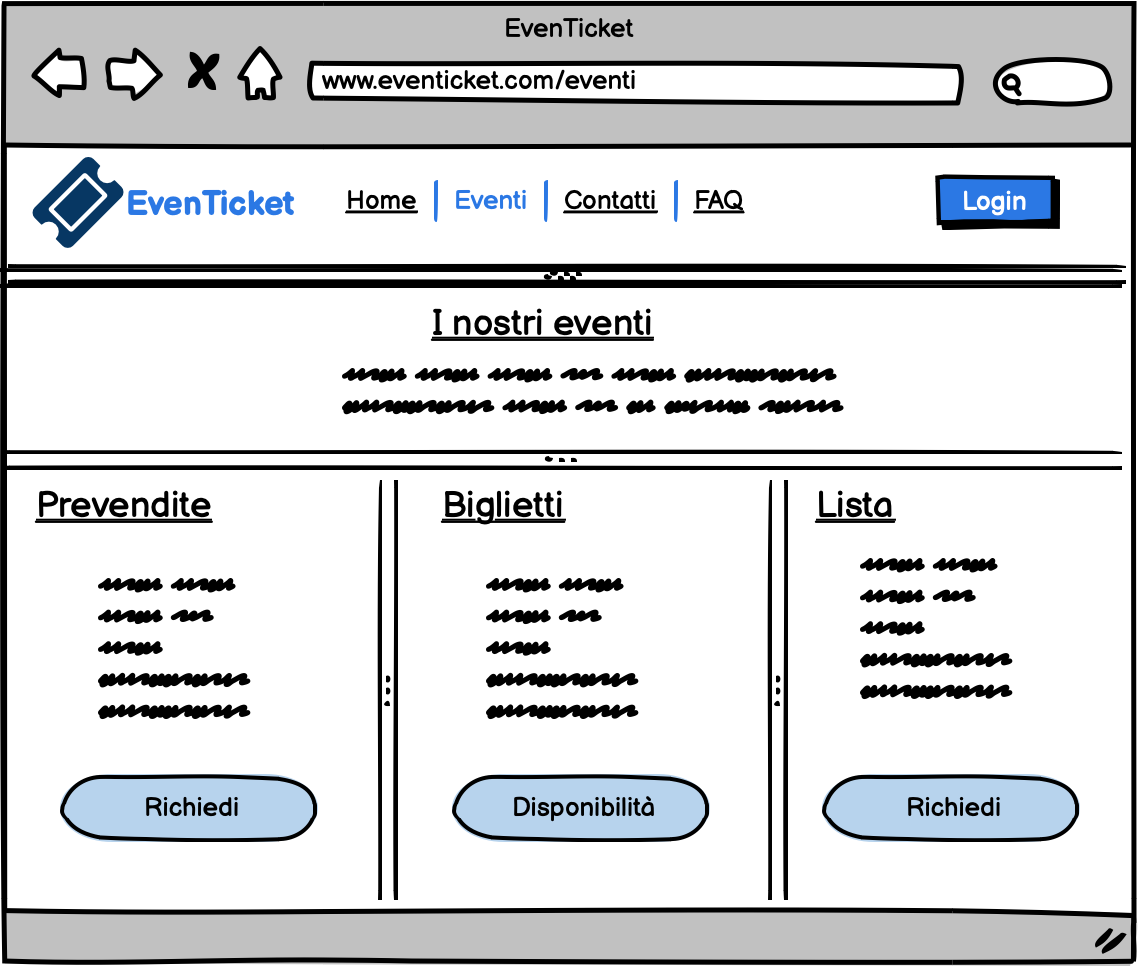 EvenTicket
www.eventicket.com/eventi
EvenTicket
Home Eventi Contatti FAQ
Login
I nostri eventi
Prevendite
Biglietti
Lista
Richiedi
Disponibilità
Richiedi